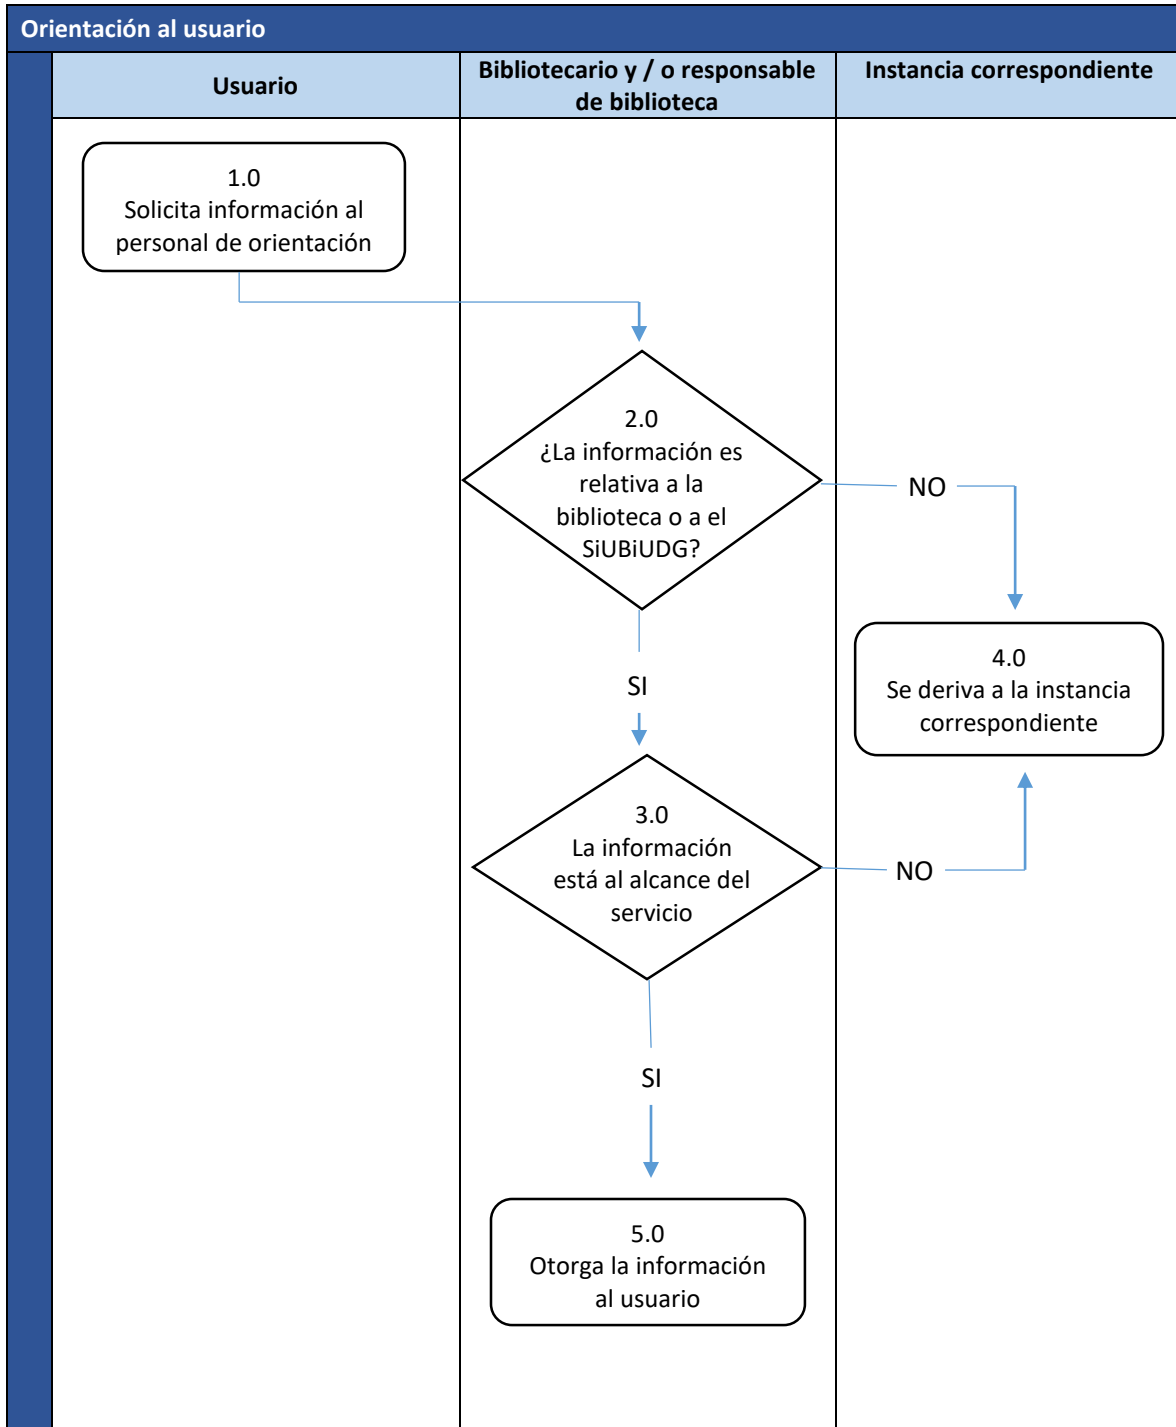 Orientación al usuario
Usuario
Bibliotecario y / o responsable
de biblioteca
Instancia correspondiente
1.0
Solicita información al
personal de orientación
2.0
¿La información es
relativa a la
biblioteca o a el
SiUBiUDG?
NO
SI
4.0
Se deriva a la instancia
correspondiente
3.0
La información
está al alcance del
servicio
NO
SI
5.0
Otorga la información
al usuario